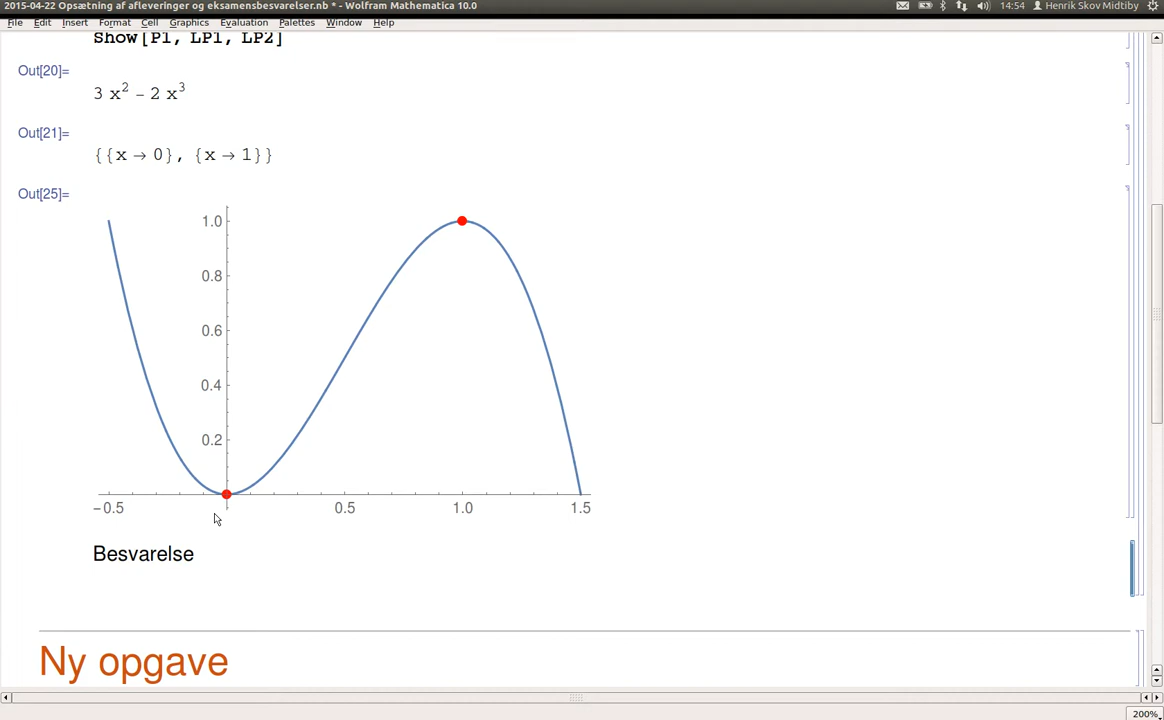 2015-04-22 Opsætning af afleveringer og eksamensbesvarelser.nb * - Wolfram Mathematica 10.0 14:54 Henrik Skov Midtiby
File Edit Insert Format Cell Graphics Evaluation Palettes Window Help
Show[P1, LP1, LP2]
Out[20]=
3 x² - 2 x³
Out[21]=
{{x → 0}, {x → 1}}
Out[25]=
1.0
0.8
0.6
0.4
0.2
-0.5 0.5 1.0 1.5
Besvarelse
Ny opgave
200%